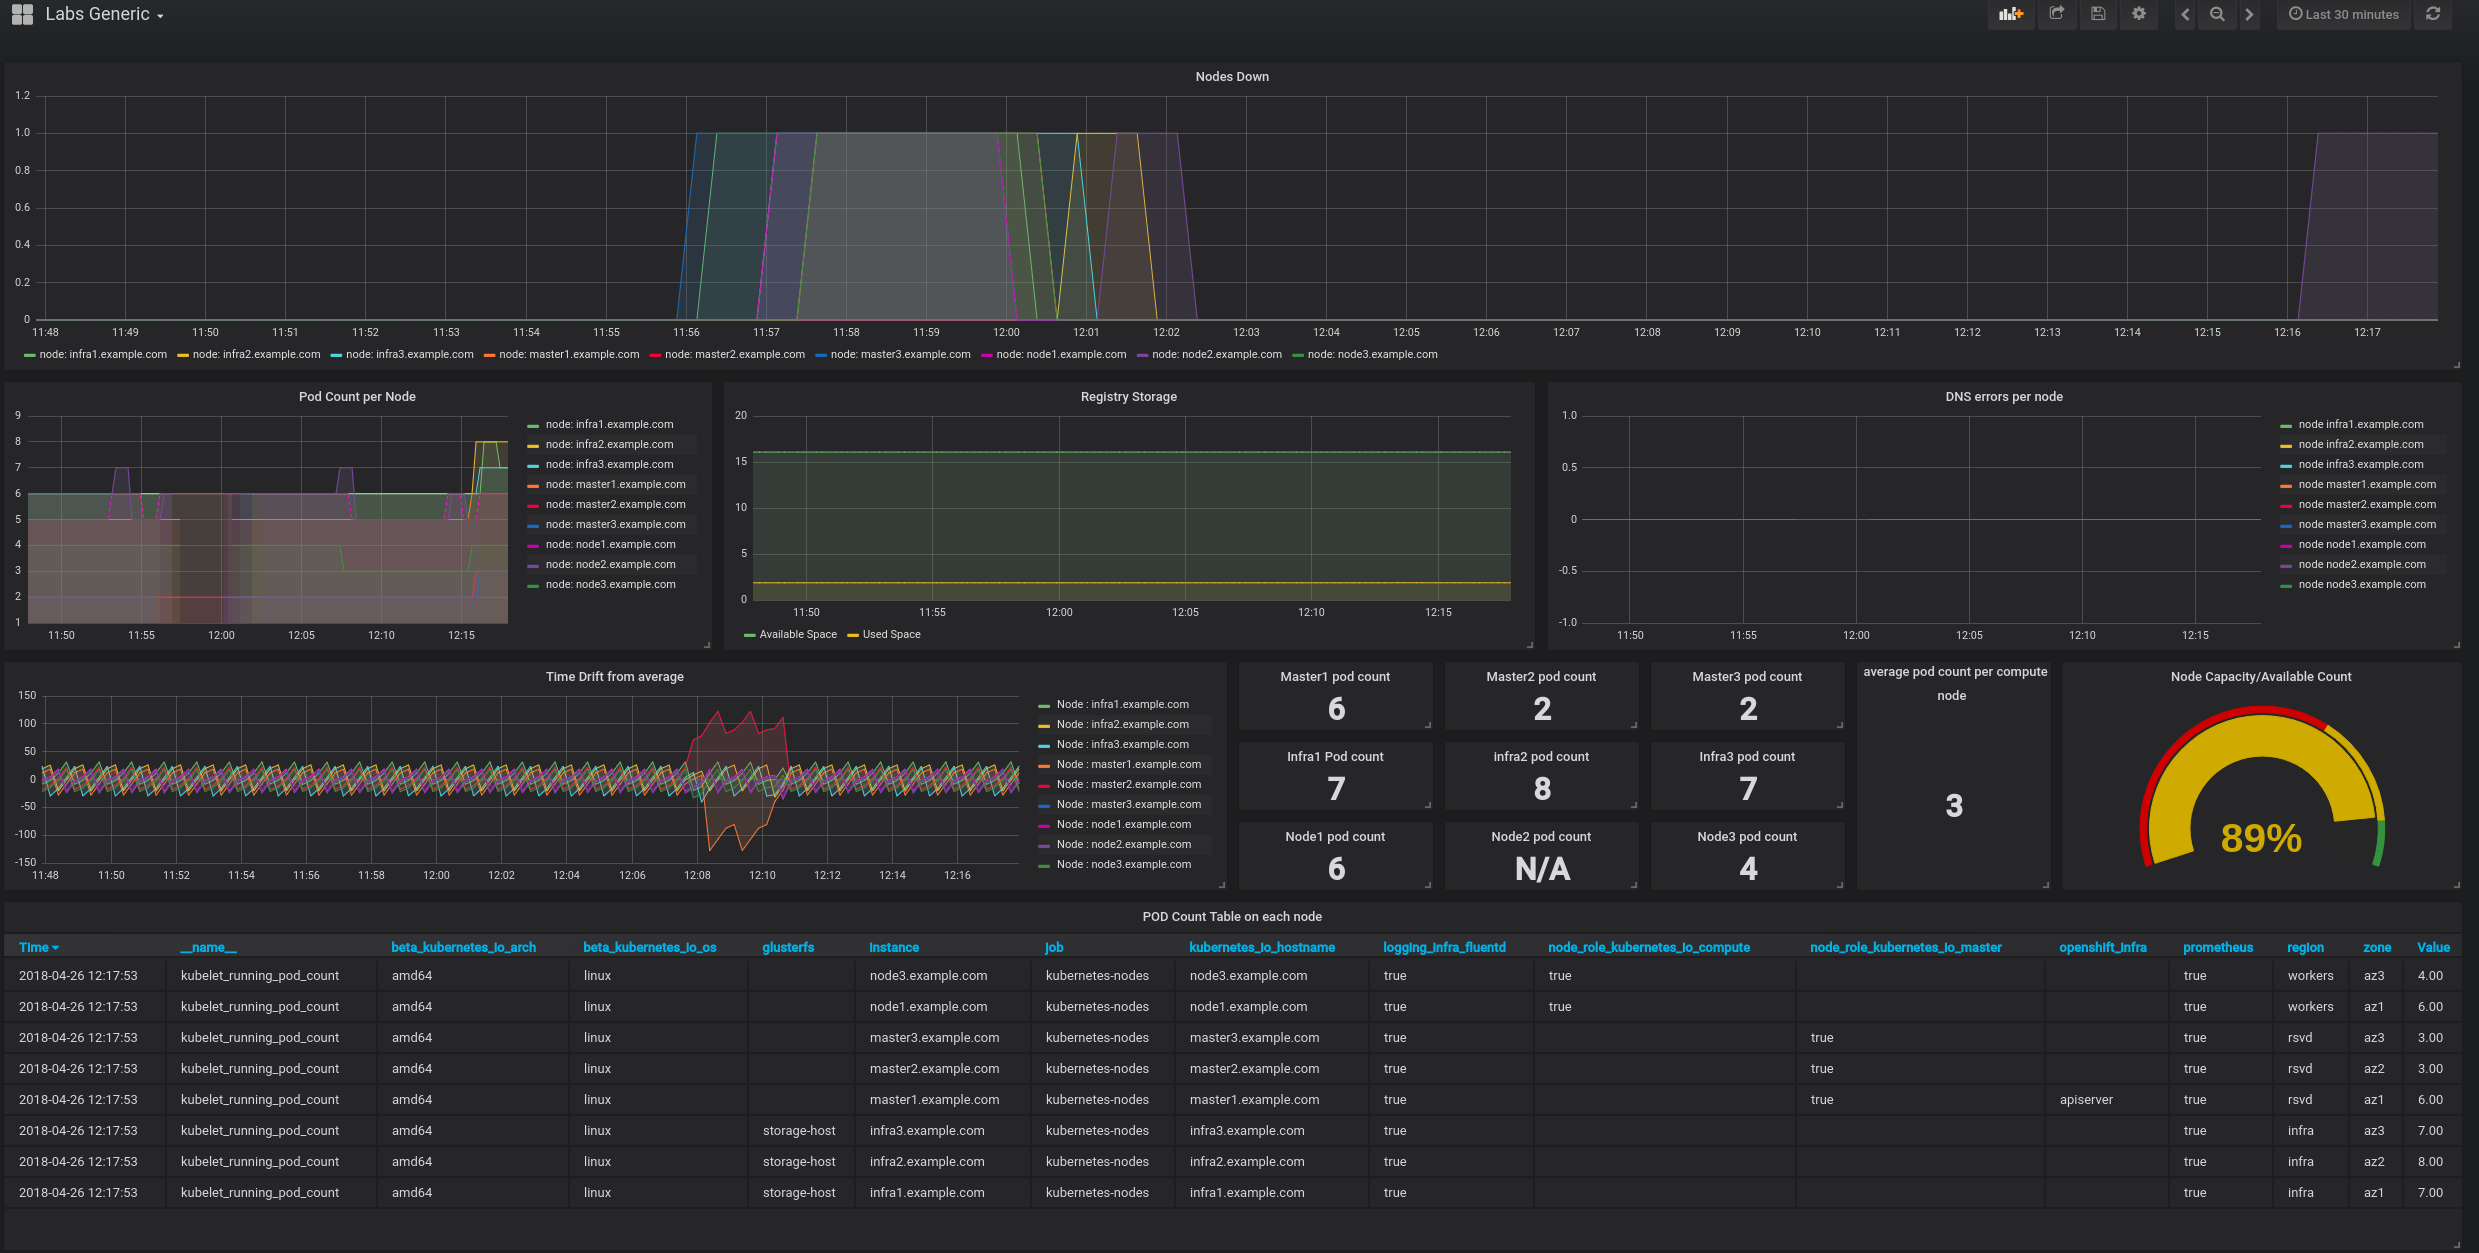 Labs Generic
Last 30 minutes
Nodes Down
1.2
1.0
0.8
0.6
0.4
0.2
0
11:48 11:49 11:50 11:51 11:52 11:53 11:54 11:55 11:56 11:57 11:58 11:59 12:00 12:01 12:02 12:03 12:04 12:05 12:06 12:07 12:08 12:09 12:10 12:11 12:12 12:13 12:14 12:15 12:16 12:17
node: infra1.example.com node: infra2.example.com node: infra3.example.com node: master1.example.com node: master2.example.com node: master3.example.com node: node1.example.com node: node2.example.com node: node3.example.com
Pod Count per Node
9
8
7
6
5
4
3
2
1
11:50 11:55 12:00 12:05 12:10 12:15
node: infra1.example.com
node: infra2.example.com
node: infra3.example.com
node: master1.example.com
node: master2.example.com
node: master3.example.com
node: node1.example.com
node: node2.example.com
node: node3.example.com
Registry Storage
20
15
10
5
0
11:50 11:55 12:00 12:05 12:10 12:15
Available Space Used Space
DNS errors per node
1.0
0.5
0
-0.5
-1.0
11:50 11:55 12:00 12:05 12:10 12:15
node infra1.example.com
node infra2.example.com
node infra3.example.com
node master1.example.com
node master2.example.com
node master3.example.com
node node1.example.com
node node2.example.com
node node3.example.com
Time Drift from average
150
100
50
0
-50
-100
-150
11:48 11:50 11:52 11:54 11:56 11:58 12:00 12:02 12:04 12:06 12:08 12:10 12:12 12:14 12:16
Node : infra1.example.com
Node : infra2.example.com
Node : infra3.example.com
Node : master1.example.com
Node : master2.example.com
Node : master3.example.com
Node : node1.example.com
Node : node2.example.com
Node : node3.example.com
Master1 pod count
6
Master2 pod count
2
Master3 pod count
2
Infra1 Pod count
7
infra2 pod count
8
Infra3 pod count
7
Node1 pod count
6
Node2 pod count
N/A
Node3 pod count
4
average pod count per compute
node
3
Node Capacity/Available Count
89%
POD Count Table on each node
Time __name__ beta_kubernetes_io_arch beta_kubernetes_io_os glusterfs instance job kubernetes_io_hostname logging_infra_fluentd node_role_kubernetes_io_compute node_role_kubernetes_io_master openshift_infra prometheus region zone Value
2018-04-26 12:17:53 kubelet_running_pod_count amd64 linux node3.example.com kubernetes-nodes node3.example.com true true true workers az3 4.00
2018-04-26 12:17:53 kubelet_running_pod_count amd64 linux node1.example.com kubernetes-nodes node1.example.com true true true workers az1 6.00
2018-04-26 12:17:53 kubelet_running_pod_count amd64 linux master3.example.com kubernetes-nodes master3.example.com true true true rsvd az3 3.00
2018-04-26 12:17:53 kubelet_running_pod_count amd64 linux master2.example.com kubernetes-nodes master2.example.com true true true rsvd az2 3.00
2018-04-26 12:17:53 kubelet_running_pod_count amd64 linux master1.example.com kubernetes-nodes master1.example.com true true apiserver true rsvd az1 6.00
2018-04-26 12:17:53 kubelet_running_pod_count amd64 linux storage-host infra3.example.com kubernetes-nodes infra3.example.com true true infra az3 7.00
2018-04-26 12:17:53 kubelet_running_pod_count amd64 linux storage-host infra2.example.com kubernetes-nodes infra2.example.com true true infra az2 8.00
2018-04-26 12:17:53 kubelet_running_pod_count amd64 linux storage-host infra1.example.com kubernetes-nodes infra1.example.com true true infra az1 7.00